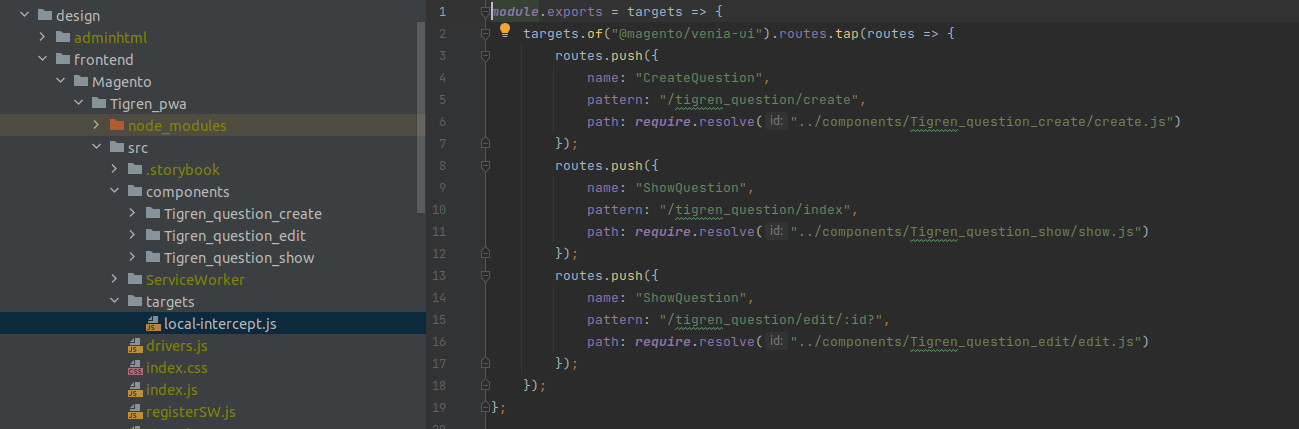 design
adminhtml
frontend
Magento
Tigren_pwa
node_modules
src
.storybook
components
Tigren_question_create
Tigren_question_edit
Tigren_question_show
ServiceWorker
targets
local-intercept.js
drivers.js
index.css
index.js
registerSW.js
1 module.exports = targets => {
2 targets.of("@magento/venia-ui").routes.tap(routes => {
3 routes.push({
4 name: "CreateQuestion",
5 pattern: "/tigren_question/create",
6 path: require.resolve( id: "../components/Tigren_question_create/create.js")
7 });
8 routes.push({
9 name: "ShowQuestion",
10 pattern: "/tigren_question/index",
11 path: require.resolve( id: "../components/Tigren_question_show/show.js")
12 });
13 routes.push({
14 name: "ShowQuestion",
15 pattern: "/tigren_question/edit/:id?",
16 path: require.resolve( id: "../components/Tigren_question_edit/edit.js")
17 });
18 });
19 };